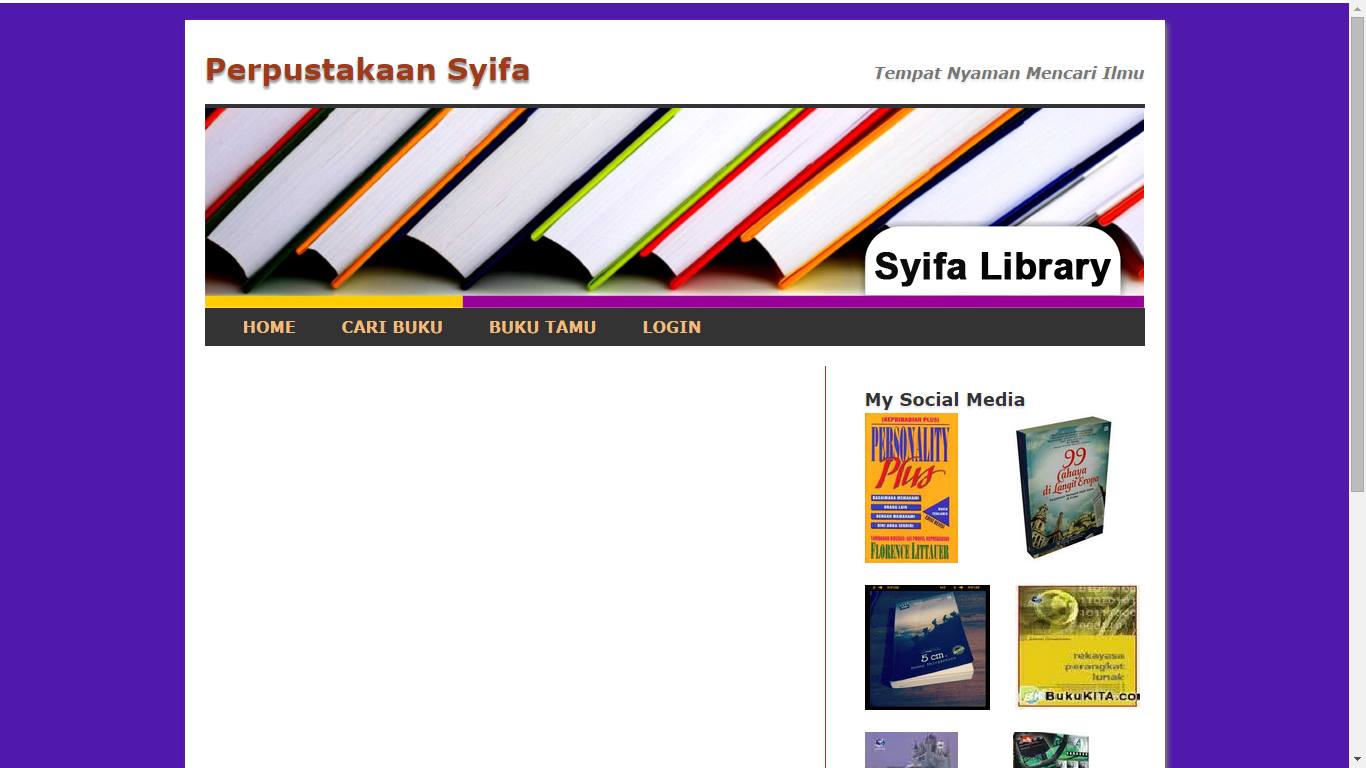 Perpustakaan Syifa
Tempat Nyaman Mencari Ilmu
Syifa Library
HOME
CARI BUKU
BUKU TAMU
LOGIN
My Social Media
(KEPRIBADIAN PLUS)
PERSONALITY
Plus
BAGAIMANA MEMAHAMI
ORANG LAIN
DENGAN MEMAHAMI
DIRI ANDA SENDIRI
FLORENCE LITTAUER
99
Cahaya
di Langit Eropa
5 cm.
rekayasa
perangkat
lunak
BukuKITA.com